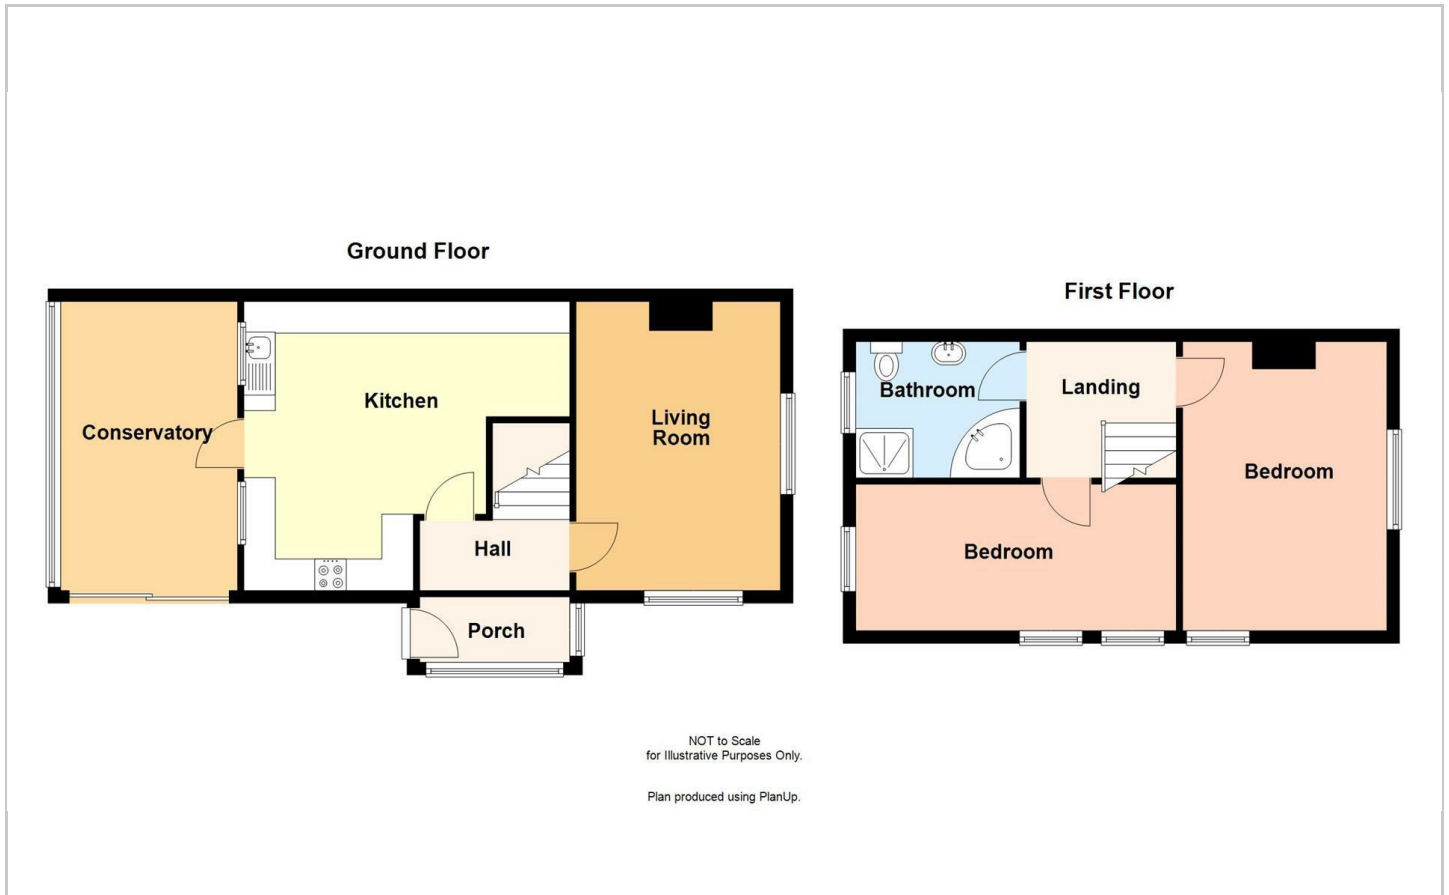 Ground Floor
First Floor
Conservatory
Kitchen
Living
Room
Hall
Porch
Bathroom
Landing
Bedroom
Bedroom
NOT to Scale
for Illustrative Purposes Only.
Plan produced using PlanUp.